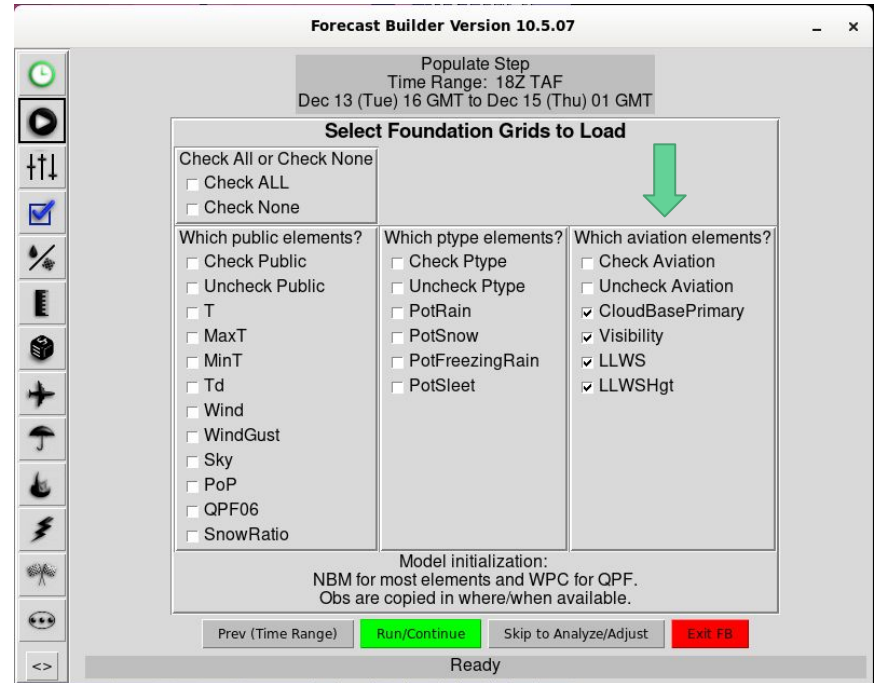 Forecast Builder Version 10.5.07
Populate Step
Time Range: 18Z TAF
Dec 13 (Tue) 16 GMT to Dec 15 (Thu) 01 GMT
Select Foundation Grids to Load
Check All or Check None
Check ALL
Check None
Which public elements?
Check Public
Uncheck Public
T
MaxT
MinT
Td
Wind
WindGust
Sky
PoP
QPF06
SnowRatio
Which ptype elements?
Check Ptype
Uncheck Ptype
PotRain
PotSnow
PotFreezingRain
PotSleet
Which aviation elements?
Check Aviation
Uncheck Aviation
CloudBasePrimary
Visibility
LLWS
LLWSHgt
Model initialization:
NBM for most elements and WPC for QPF.
Obs are copied in where/when available.
Prev (Time Range)
Run/Continue
Skip to Analyze/Adjust
Exit FB
<>
Ready